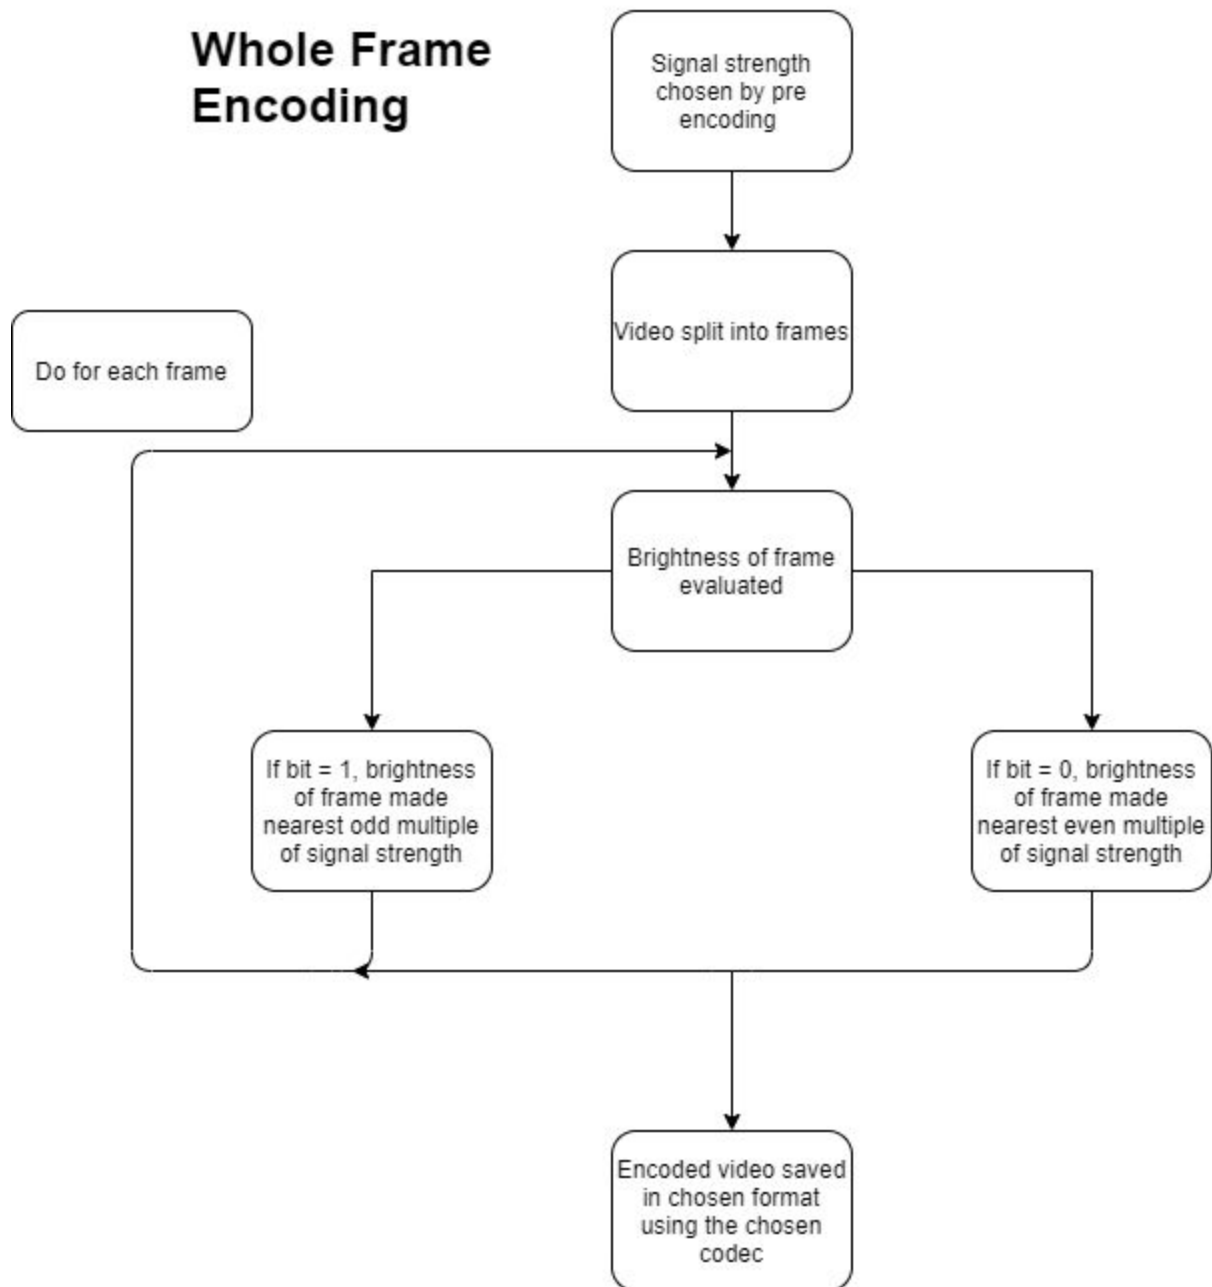 Whole Frame
Encoding
Signal strength
chosen by pre
encoding
Video split into frames
Do for each frame
Brightness of frame
evaluated
If bit = 1, brightness
of frame made
nearest odd multiple
of signal strength
If bit = 0, brightness
of frame made
nearest even multiple
of signal strength
Encoded video saved
in chosen format
using the chosen
codec